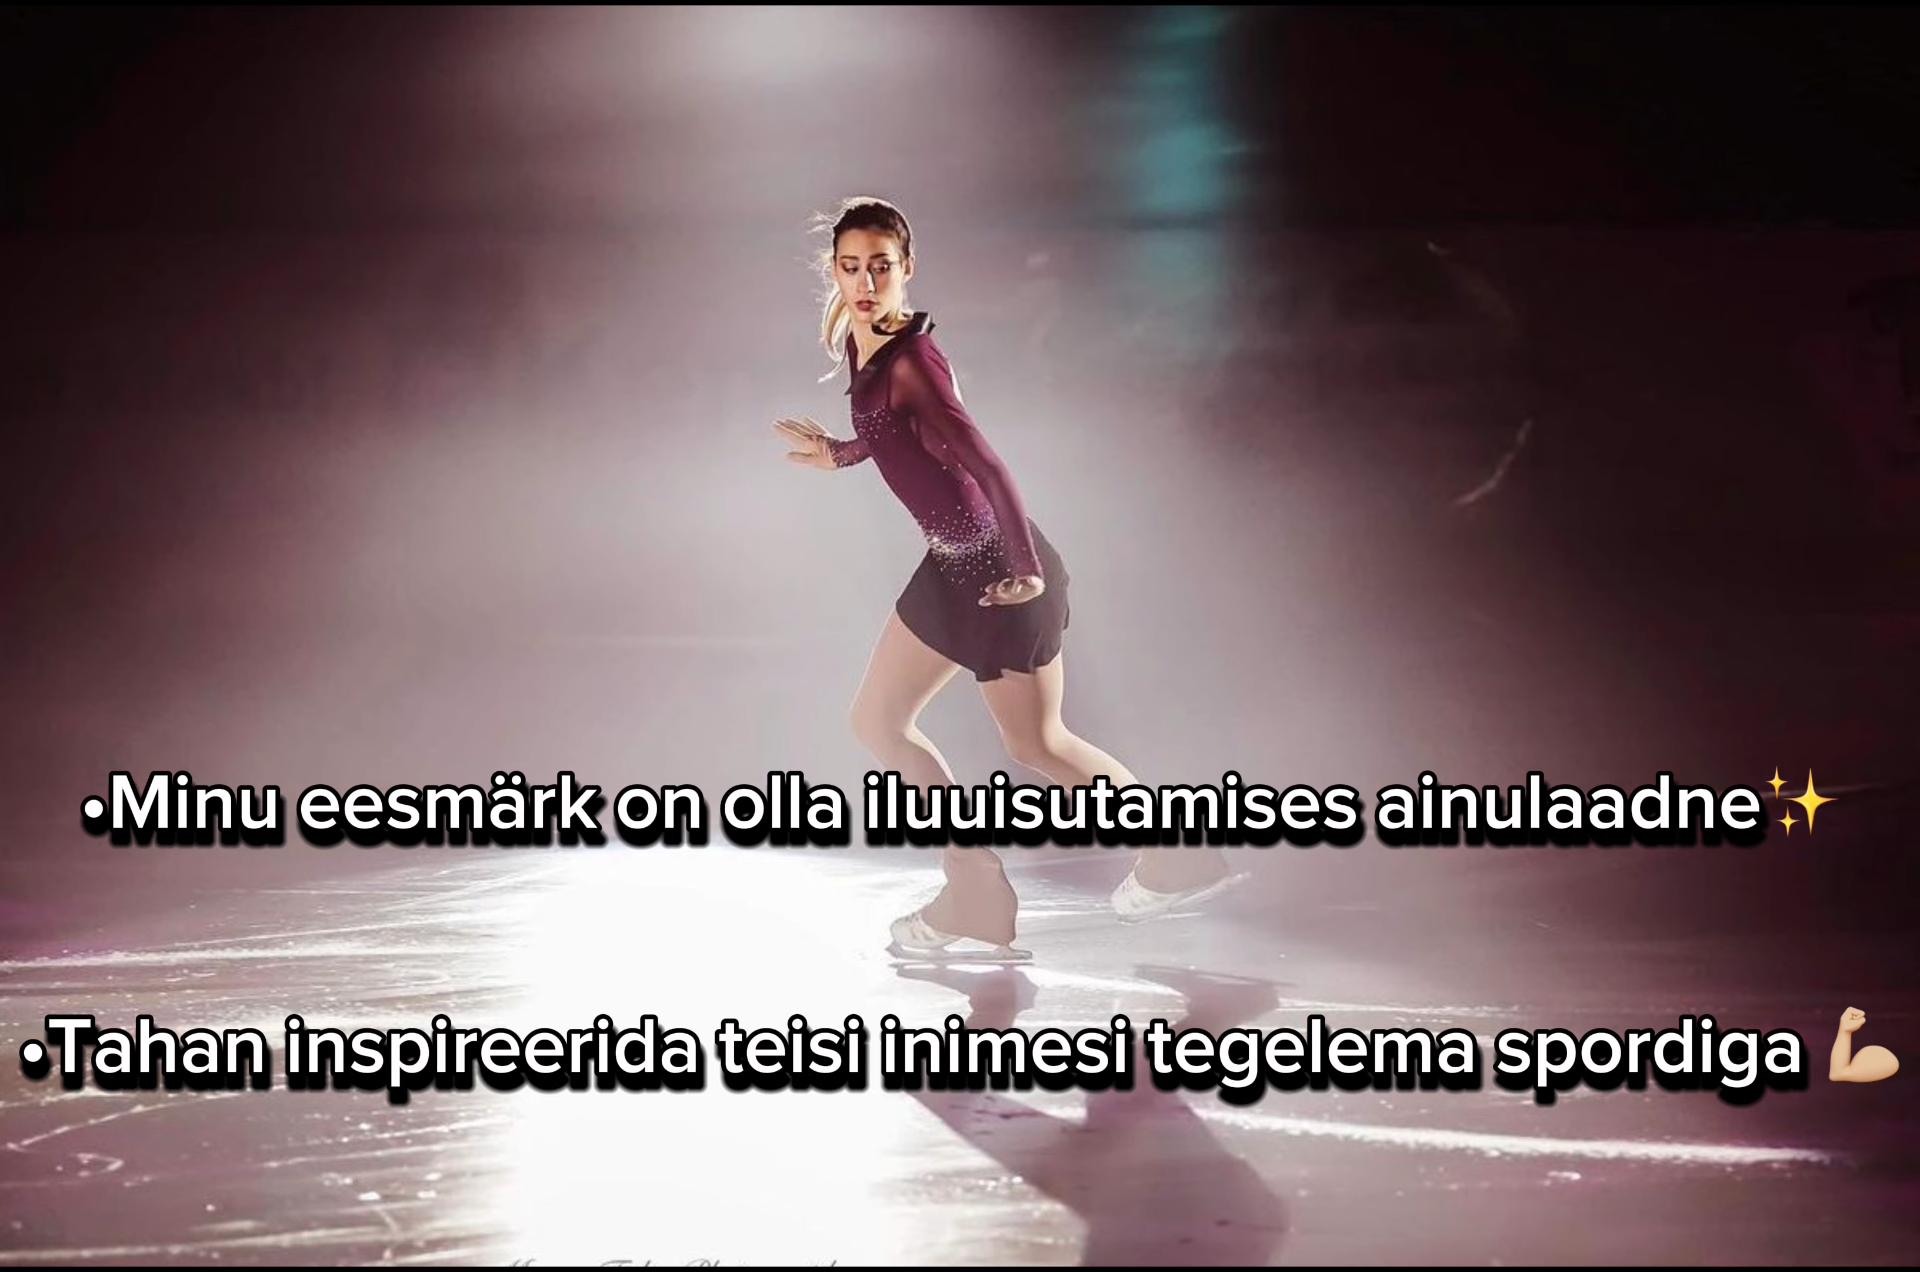 •Minu eesmärk on olla iluuisutamises ainulaadne✨
•Tahan inspireerida teisi inimesi tegelema spordiga 💪🏼